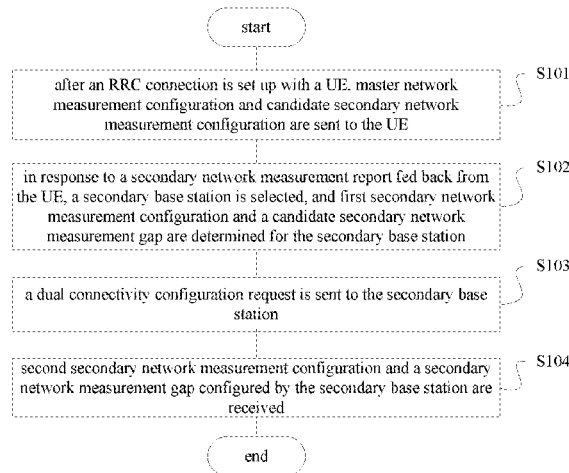 start
after an RRC connection is set up with a UE, master network
measurement configuration and candidate secondary network
measurement configuration are sent to the UE
S101
in response to a secondary network measurement report fed back from
the UE, a secondary base station is selected, and first secondary network
measurement configuration and a candidate secondary network
measurement gap are determined for the secondary base station
S102
a dual connectivity configuration request is sent to the secondary base
station
S103
second secondary network measurement configuration and a secondary
network measurement gap configured by the secondary base station are
received
S104
end